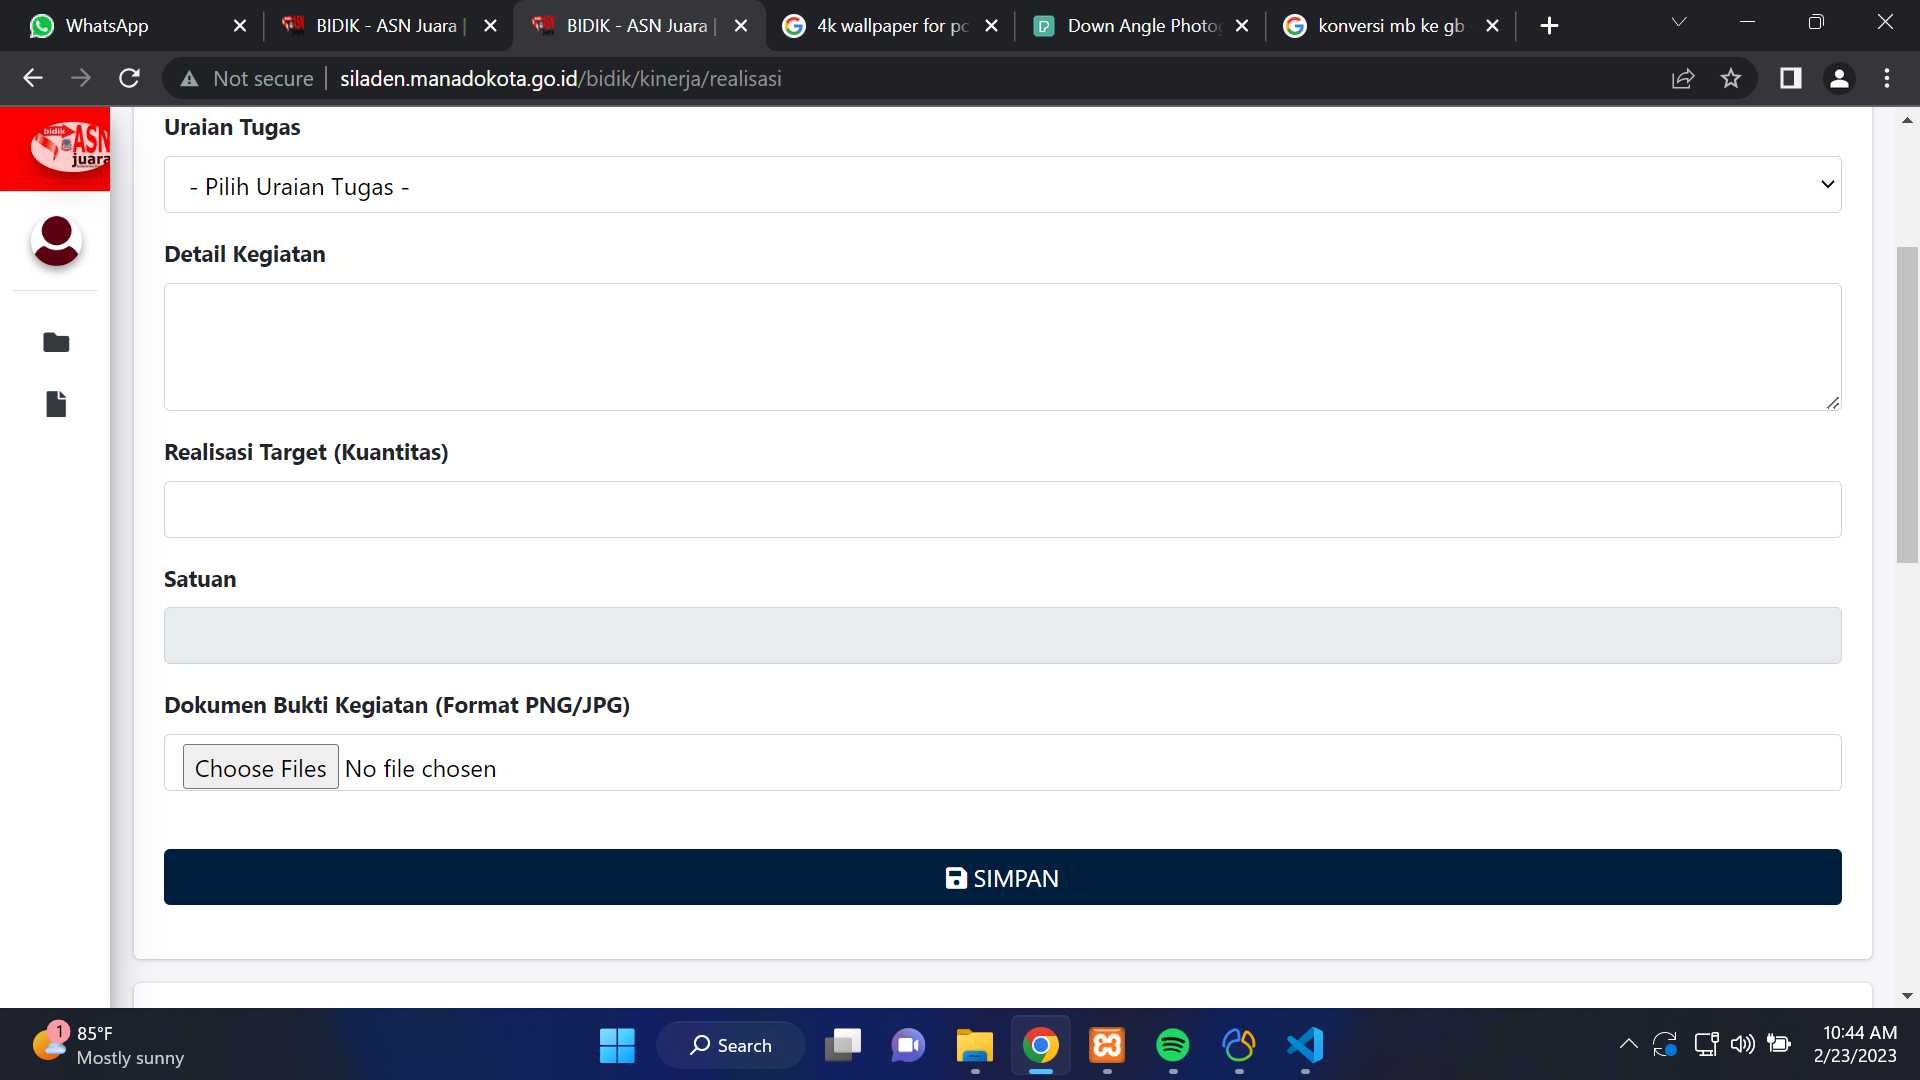 WhatsApp
BIDIK - ASN Juara |
BIDIK - ASN Juara |
4k wallpaper for pc
Down Angle Photog
konversi mb ke gb
Not secure
siladen.manadokota.go.id/bidik/kinerja/realisasi
bidik ASN
juara
Uraian Tugas
- Pilih Uraian Tugas -
Detail Kegiatan
Realisasi Target (Kuantitas)
Satuan
Dokumen Bukti Kegiatan (Format PNG/JPG)
Choose Files No file chosen
SIMPAN
1
85°F
Mostly sunny
Search
10:44 AM
2/23/2023